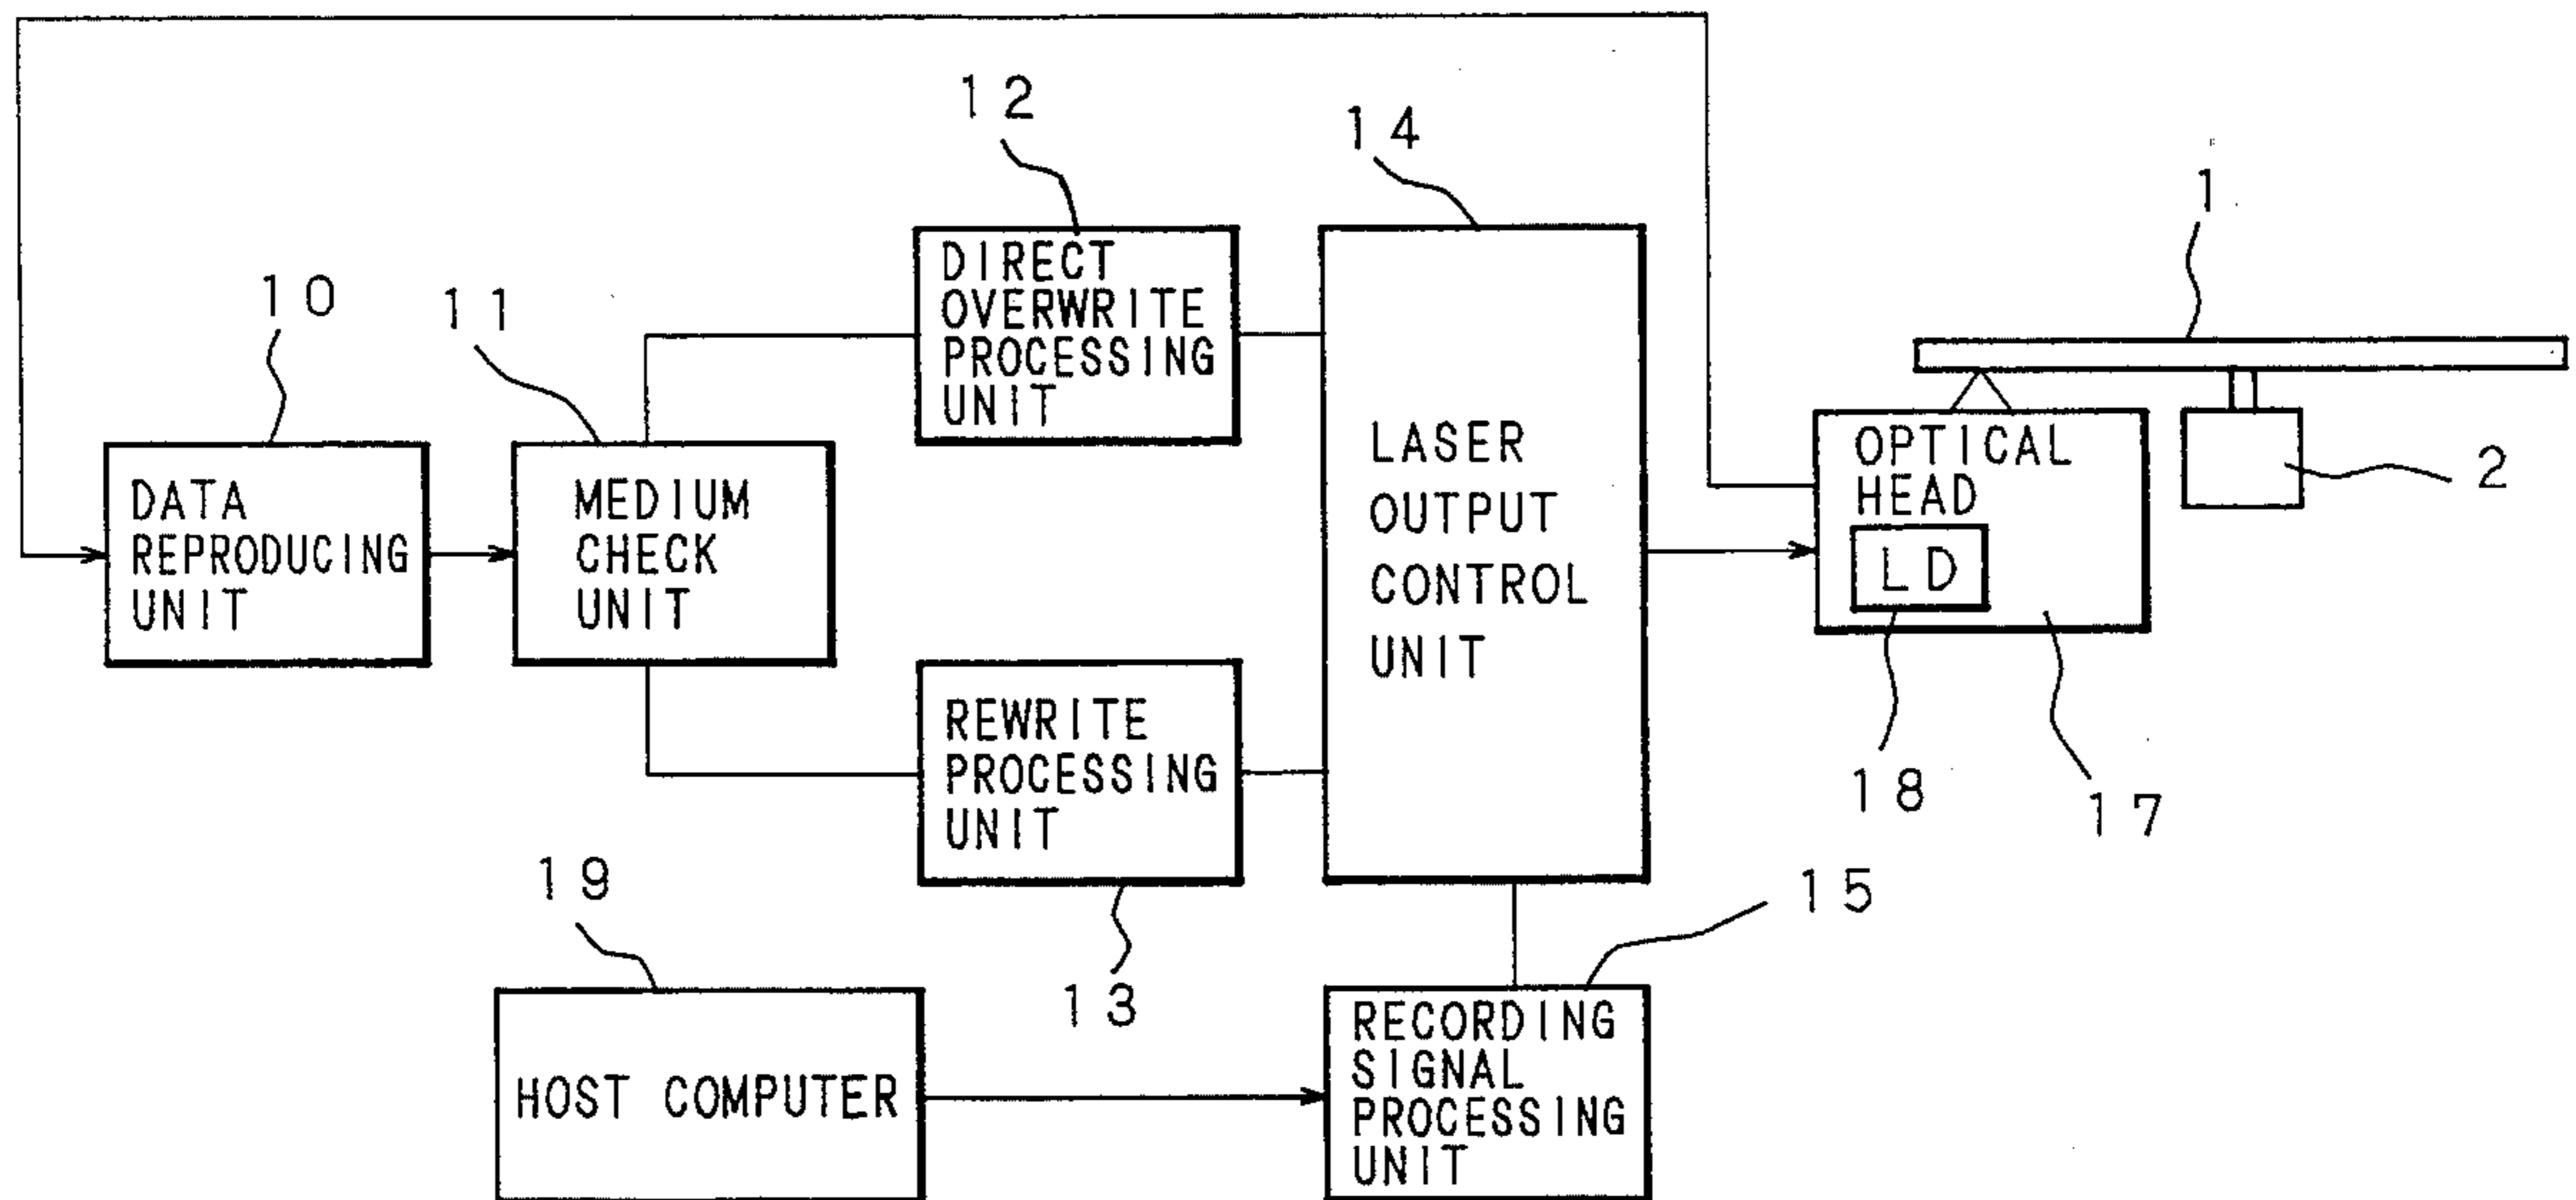 12
14
1
10
11
DIRECT
OVERWRITE
PROCESSING
UNIT
DATA
REPRODUCING
UNIT
MEDIUM
CHECK
UNIT
LASER
OUTPUT
CONTROL
UNIT
OPTICAL
HEAD
LD
2
18
17
REWRITE
PROCESSING
UNIT
13
19
15
HOST COMPUTER
RECORDING
SIGNAL
PROCESSING
UNIT